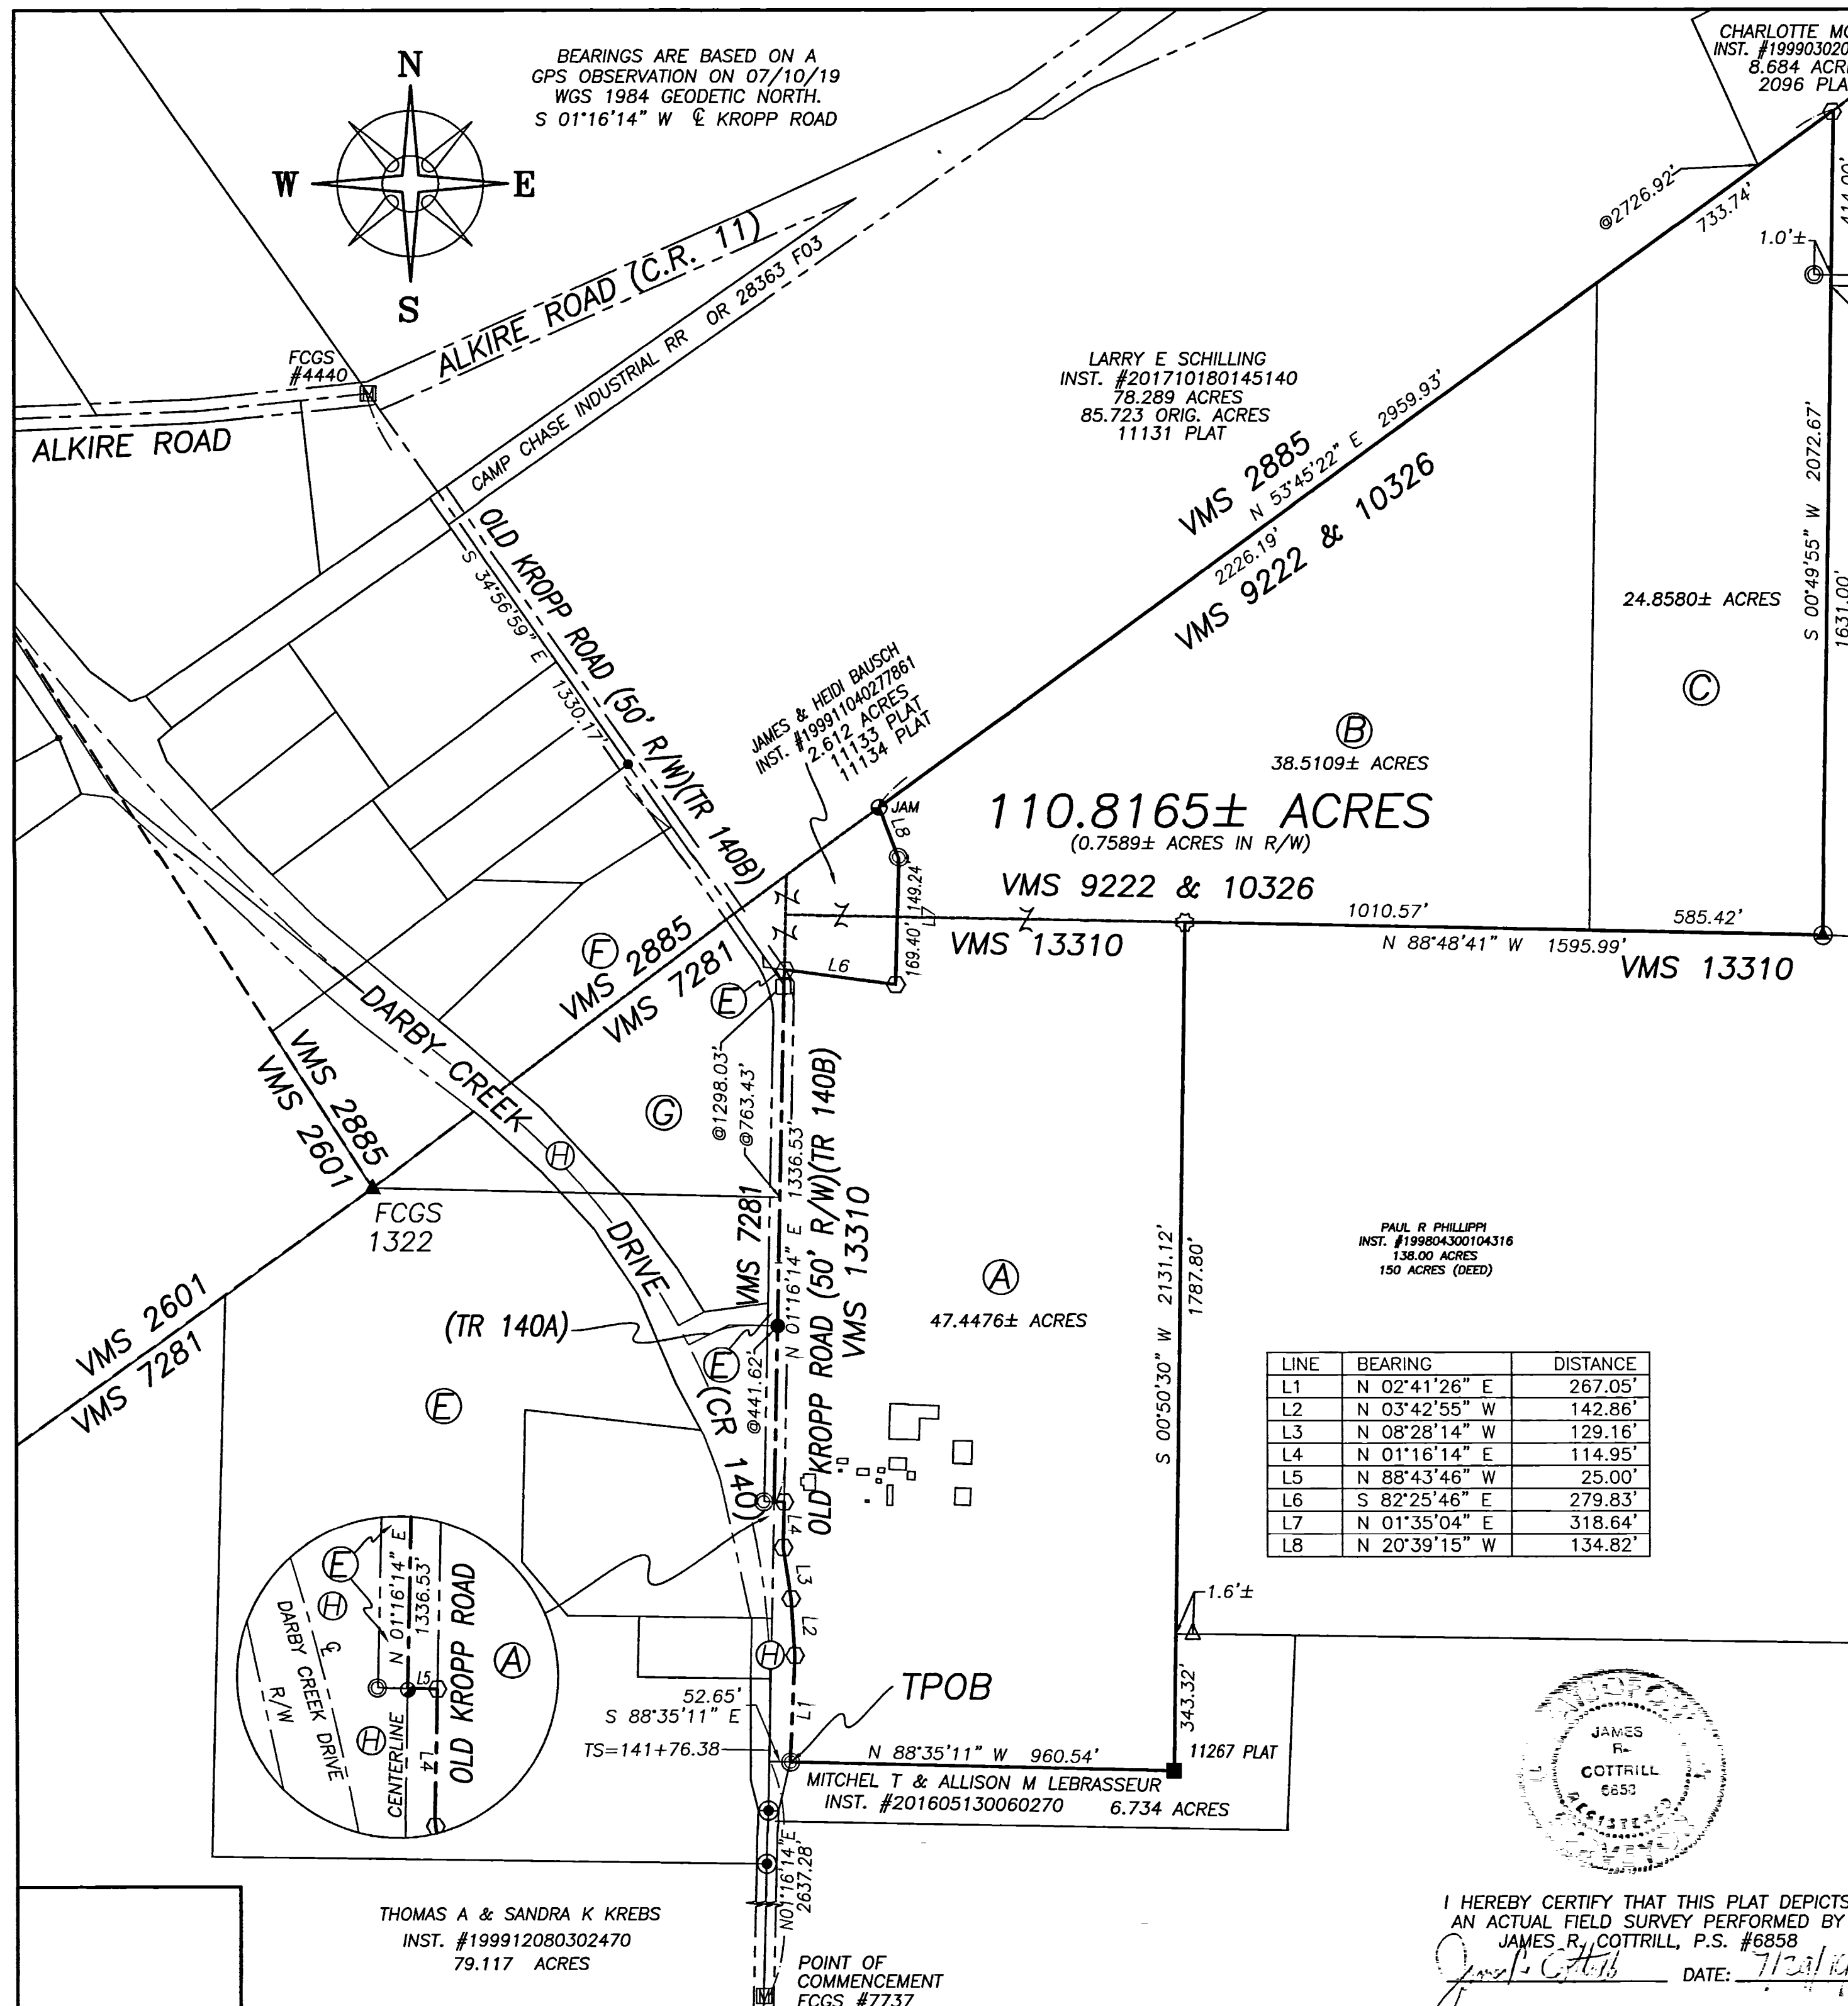 N
W
E
S
BEARINGS ARE BASED ON A
GPS OBSERVATION ON 07/10/19
WGS 1984 GEODETIC NORTH.
S 01°16'14" W ℄ KROPP ROAD
CHARLOTTE
INST. #19990302
8.684
2096
@2726.92'
733.74'
414.00'
1.0'±
ALKIRE ROAD (C.R. 11)
CAMP CHASE INDUSTRIAL RR OR 28363 F03
FCGS
#4440
ALKIRE ROAD
LARRY E SCHILLING
INST. #201710180145140
78.289 ACRES
85.723 ORIG. ACRES
11131 PLAT
VMS 2885
N 53°45'22" E 2959.93'
2226.19'
VMS 9222 & 10326
S 00°49'55" W 2072.67'
1631.00'
24.8580± ACRES
C
OLD KROPP ROAD (50' R/W)(TR 140B)
S 34°56'59" E 1330.17'
JAMES & HEIDI BAUSCH
INST. #199911040277861
2.612 ACRES
11133 PLAT
11134 PLAT
B
38.5109± ACRES
110.8165± ACRES
(0.7589± ACRES IN R/W)
JAM
L8
149.24'
L7
169.40'
L6
VMS 9222 & 10326
VMS 13310
1010.57'
585.42'
N 88°48'41" W 1595.99'
VMS 13310
F
VMS 2885
VMS 7281
E
DARBY CREEK DRIVE
H
(CR 140)
VMS 2885
VMS 2601
G
@1298.03'
@763.43'
N 01°16'14" E 1336.53'
VMS 7281
OLD KROPP ROAD (50' R/W)(TR 140B)
VMS 13310
FCGS
1322
VMS 2601
VMS 7281
(TR 140A)
E
@441.62'
E
A
47.4476± ACRES
S 00°50'30" W 2131.12'
1787.80'
PAUL R PHILLIPPI
INST. #199804300104316
138.00 ACRES
150 ACRES (DEED)
LINE BEARING DISTANCE
L1 N 02°41'26" E 267.05'
L2 N 03°42'55" W 142.86'
L3 N 08°28'14" W 129.16'
L4 N 01°16'14" E 114.95'
L5 N 88°43'46" W 25.00'
L6 S 82°25'46" E 279.83'
L7 N 01°35'04" E 318.64'
L8 N 20°39'15" W 134.82'
L4
L3
L2
H
L1
1.6'±
343.32'
11267 PLAT
E
H
N 01°16'14" E
1336.53'
OLD KROPP ROAD
A
L5
℄
DARBY CREEK DRIVE
R/W
H
CENTERLINE
L4
52.65'
S 88°35'11" E
TS=141+76.38
TPOB
N 88°35'11" W 960.54'
MITCHEL T & ALLISON M LEBRASSEUR
INST. #201605130060270 6.734 ACRES
N01°16'14"E
2637.28'
THOMAS A & SANDRA K KREBS
INST. #199912080302470
79.117 ACRES
M
M
POINT OF
COMMENCEMENT
FCGS #7737
JAMES
R.
COTTRILL
6858
REGISTERED
I HEREBY CERTIFY THAT THIS PLAT DEPICTS
AN ACTUAL FIELD SURVEY PERFORMED BY
JAMES R. COTTRILL, P.S. #6858
DATE: